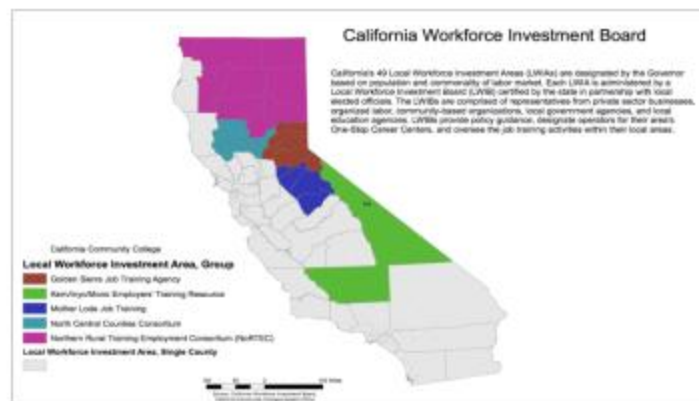 California Workforce Investment Board
California's 49 Local Workforce Investment Areas (LWIAs) are designated by the Governor
based on population and commonality of labor market. Each LWIA is administered by a
Local Workforce Investment Board (LWIB) certified by the state in partnership with local
elected officials. The LWIBs are comprised of representatives from private sector businesses,
organized labor, community-based organizations, local government agencies, and local
education agencies. LWIBs provide policy guidance, designate operators for their area's
One-Stop Career Centers, and oversee the job training activities within their local areas.
California Community College
Local Workforce Investment Area, Group
Golden Sierra Job Training Agency
Kern/Inyo/Mono Employers' Training Resource
Mother Lode Job Training
North Central Counties Consortium
Northern Rural Training Employment Consortium (NoRTEC)
Local Workforce Investment Area, Single County
Source: California Workforce Investment Board,